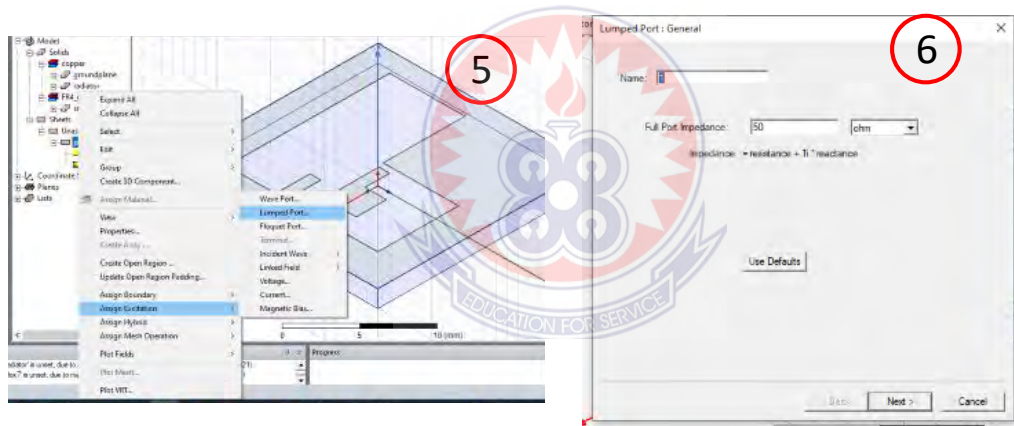 Model
Solids
copper
groundplane
radiator
Sheets
Planes
Lists
Expand All
Collapse All
Select
Edit
Group
Create 3D Component...
Assign Material...
View
Properties...
Create Array ...
Create Open Region ...
Update Open Region Padding...
Assign Boundary
Assign Excitation
Assign Hybrid
Assign Mesh Operation
Plot Fields
Plot Mesh...
Plot VRT...
Wave Port...
Lumped Port...
Floquet Port...
Terminal...
Incident Wave
Linked Field
Voltage...
Current...
Magnetic Bias...
5
0 5 10 (mm)
Progress
Lumped Port : General
6
Name:
Full Port Impedance: 50 ohm
Impedance = resistance + 1i * reactance
Use Defaults
Next > Cancel
EDUCATION FOR SERVICE